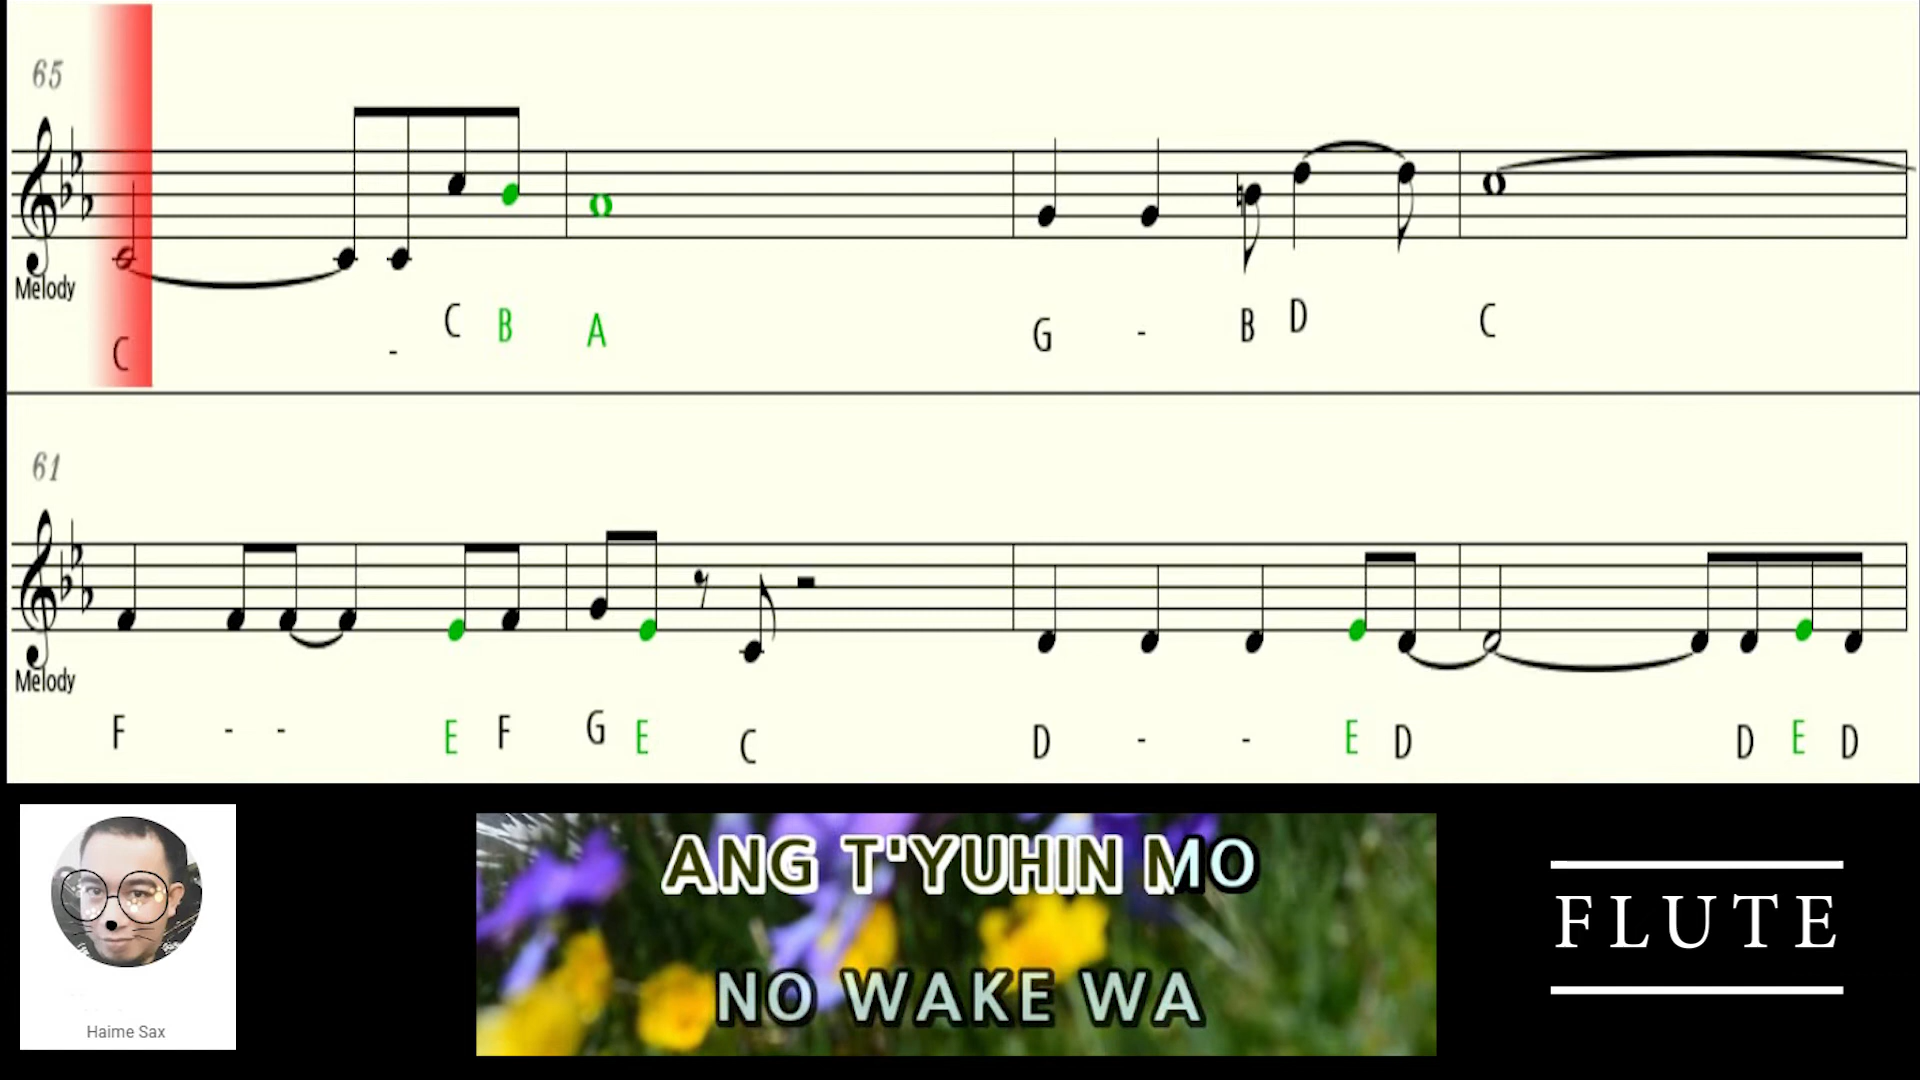 65
Melody
C - C B A G - B D C
61
Melody
F - - E F G E C D - - E D D E D
Haime Sax
ANG T'YUHIN MO
NO WAKE WA
FLUTE